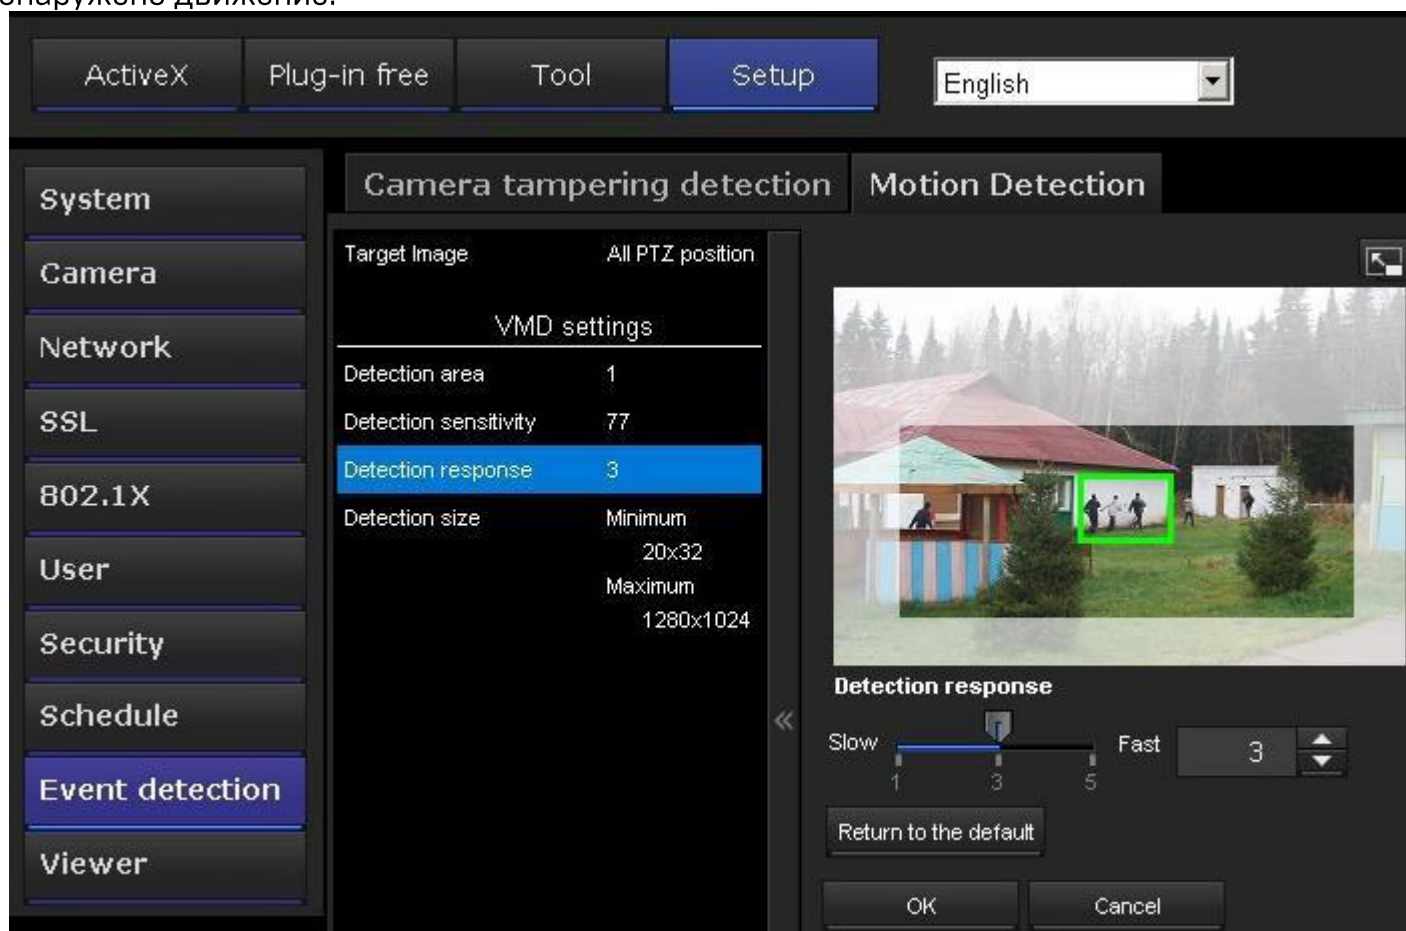 обнаружено движение.
ActiveX Plug-in free Tool Setup English
System
Camera
Network
SSL
802.1X
User
Security
Schedule
Event detection
Viewer
Camera tampering detection Motion Detection
Target Image All PTZ position
VMD settings
Detection area 1
Detection sensitivity 77
Detection response 3
Detection size Minimum
20x32
Maximum
1280x1024
«
Detection response
Slow Fast 3
1 3 5
Return to the default
OK Cancel